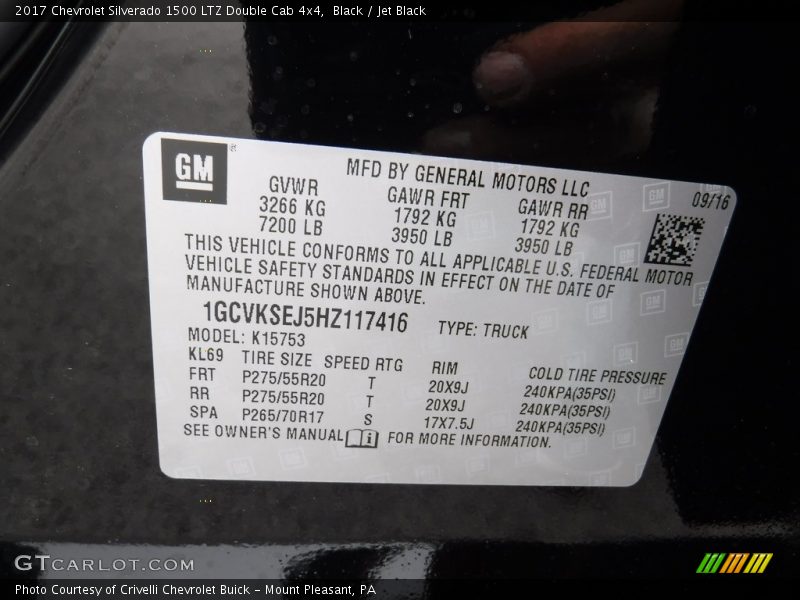 2017 Chevrolet Silverado 1500 LTZ Double Cab 4x4, Black / Jet Black
GM
MFD BY GENERAL MOTORS LLC
09/16
GVWR GAWR FRT GAWR RR
3266 KG 1792 KG 1792 KG
7200 LB 3950 LB 3950 LB
THIS VEHICLE CONFORMS TO ALL APPLICABLE U.S. FEDERAL MOTOR
VEHICLE SAFETY STANDARDS IN EFFECT ON THE DATE OF
MANUFACTURE SHOWN ABOVE.
1GCVKSEJ5HZ117416 TYPE: TRUCK
MODEL: K15753
KL69 TIRE SIZE SPEED RTG RIM COLD TIRE PRESSURE
FRT P275/55R20 T 20X9J 240KPA(35PSI)
RR P275/55R20 T 20X9J 240KPA(35PSI)
SPA P265/70R17 S 17X7.5J 240KPA(35PSI)
SEE OWNER'S MANUAL FOR MORE INFORMATION.
GTCARLOT.COM
Photo Courtesy of Crivelli Chevrolet Buick – Mount Pleasant, PA